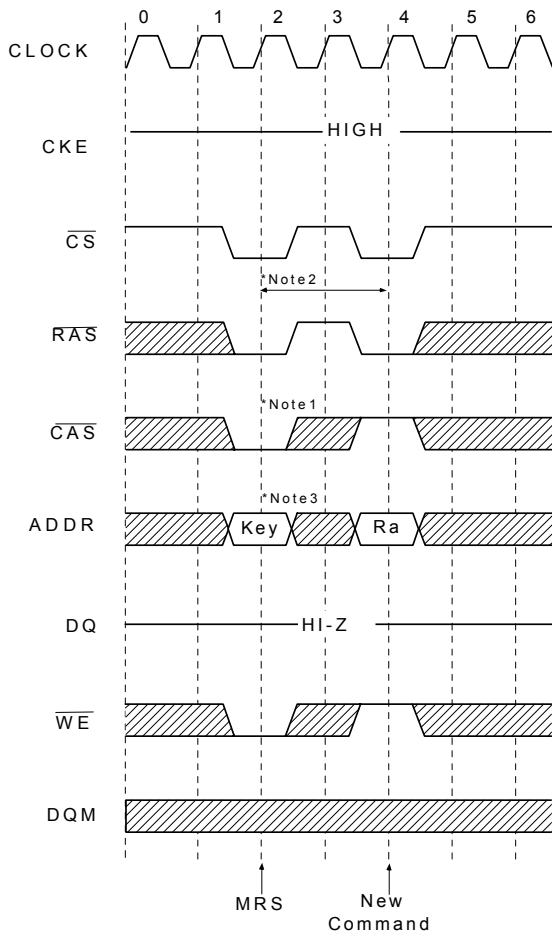 0 1 2 3 4 5 6
CLOCK
CKE
HIGH
CS
*Note2
RAS
*Note1
CAS
*Note3
ADDR
Key
Ra
DQ
HI-Z
WE
DQM
MRS
New
Command